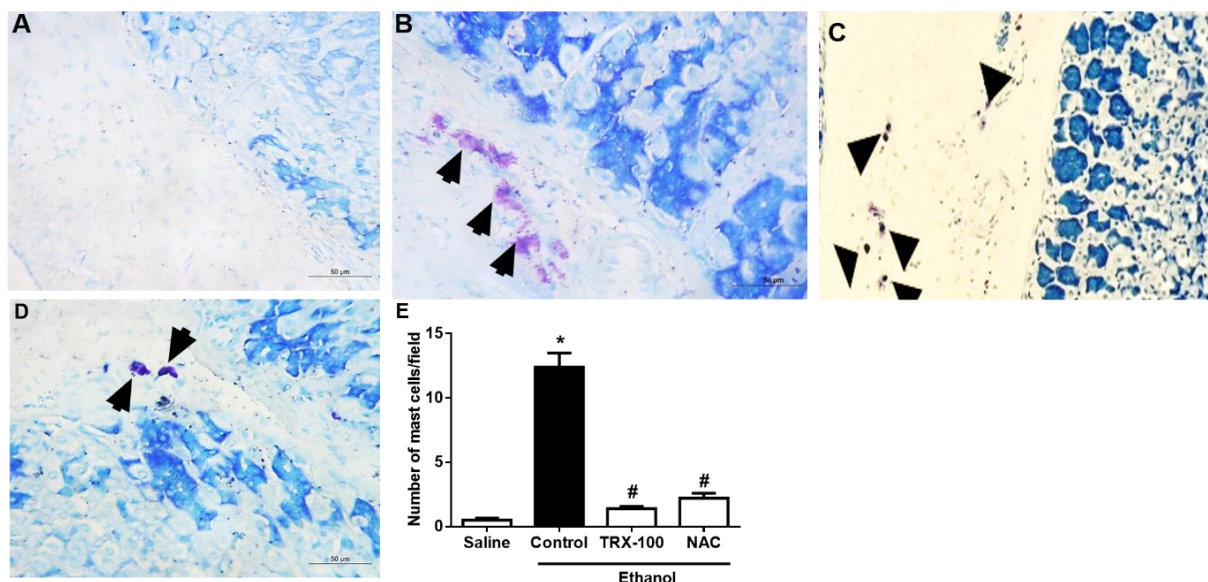 A
B
C
50 µm
50 µm
D
E
50 µm
Number of mast cells/field
15
10
5
0
*
#
#
Saline
Control
TRX-100
NAC
Ethanol